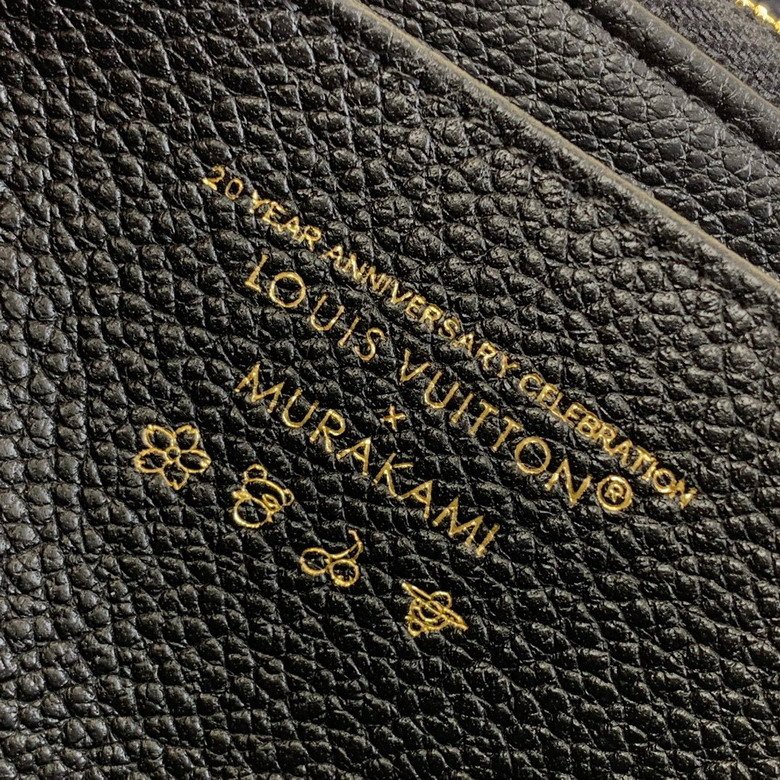 20 YEAR ANNIVERSARY CELEBRATION
LOUIS VUITTON®
×
MURAKAMI